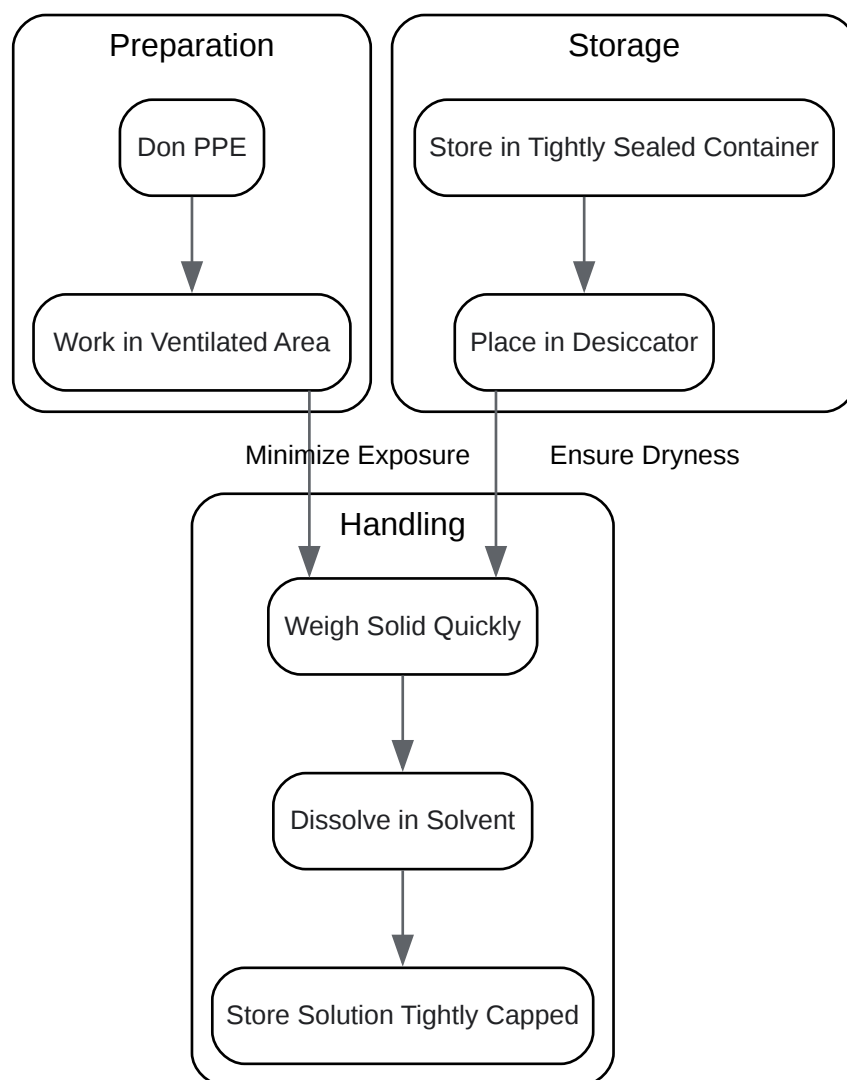 Preparation
Don PPE
Work in Ventilated Area
Storage
Store in Tightly Sealed Container
Place in Desiccator
Minimize Exposure
Ensure Dryness
Handling
Weigh Solid Quickly
Dissolve in Solvent
Store Solution Tightly Capped